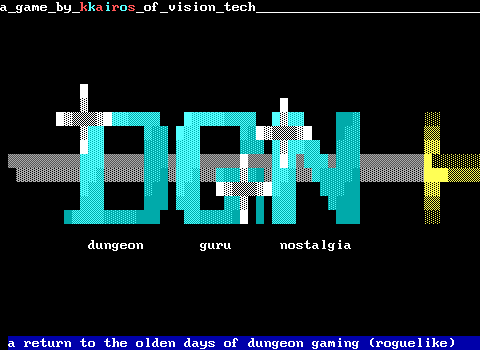 a_game_by_kkairos_of_vision_tech
DGN
dungeon guru nostalgia
a return to the olden days of dungeon gaming (roguelike)